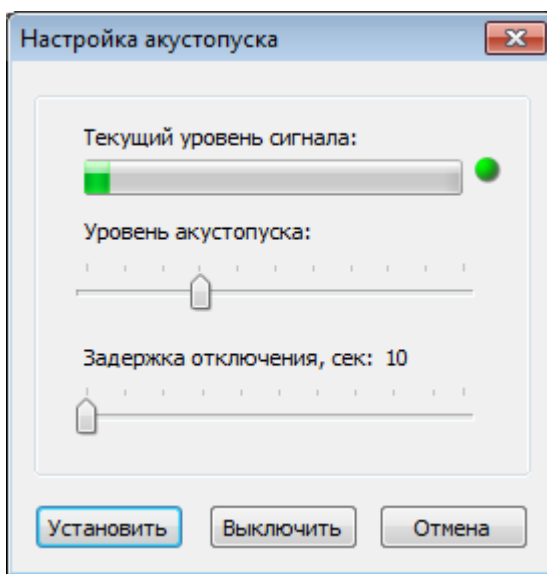 Настройка акустопуска
Текущий уровень сигнала:
Уровень акустопуска:
Задержка отключения, сек: 10
Установить Выключить Отмена